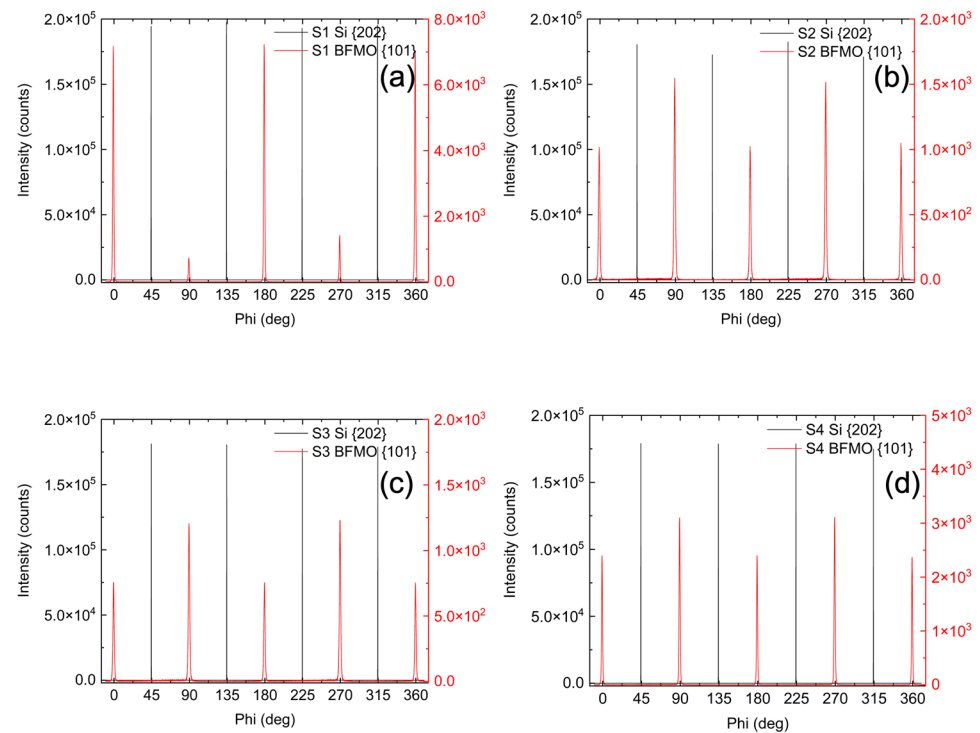 2.0×10⁵
1.5×10⁵
1.0×10⁵
5.0×10⁴
0.0
Intensity (counts)
S1 Si {202}
S1 BFMO {101}
(a)
8.0×10³
6.0×10³
4.0×10³
2.0×10³
0.0
0 45 90 135 180 225 270 315 360
Phi (deg)
2.0×10⁵
1.5×10⁵
1.0×10⁵
5.0×10⁴
0.0
Intensity (counts)
S2 Si {202}
S2 BFMO {101}
(b)
2.0×10³
1.5×10³
1.0×10³
5.0×10²
0.0
0 45 90 135 180 225 270 315 360
Phi (deg)
2.0×10⁵
1.5×10⁵
1.0×10⁵
5.0×10⁴
0.0
Intensity (counts)
S3 Si {202}
S3 BFMO {101}
(c)
2.0×10³
1.5×10³
1.0×10³
5.0×10²
0.0
0 45 90 135 180 225 270 315 360
Phi (deg)
2.0×10⁵
1.5×10⁵
1.0×10⁵
5.0×10⁴
0.0
Intensity (counts)
S4 Si {202}
S4 BFMO {101}
(d)
5×10³
4×10³
3×10³
2×10³
1×10³
0
0 45 90 135 180 225 270 315 360
Phi (deg)